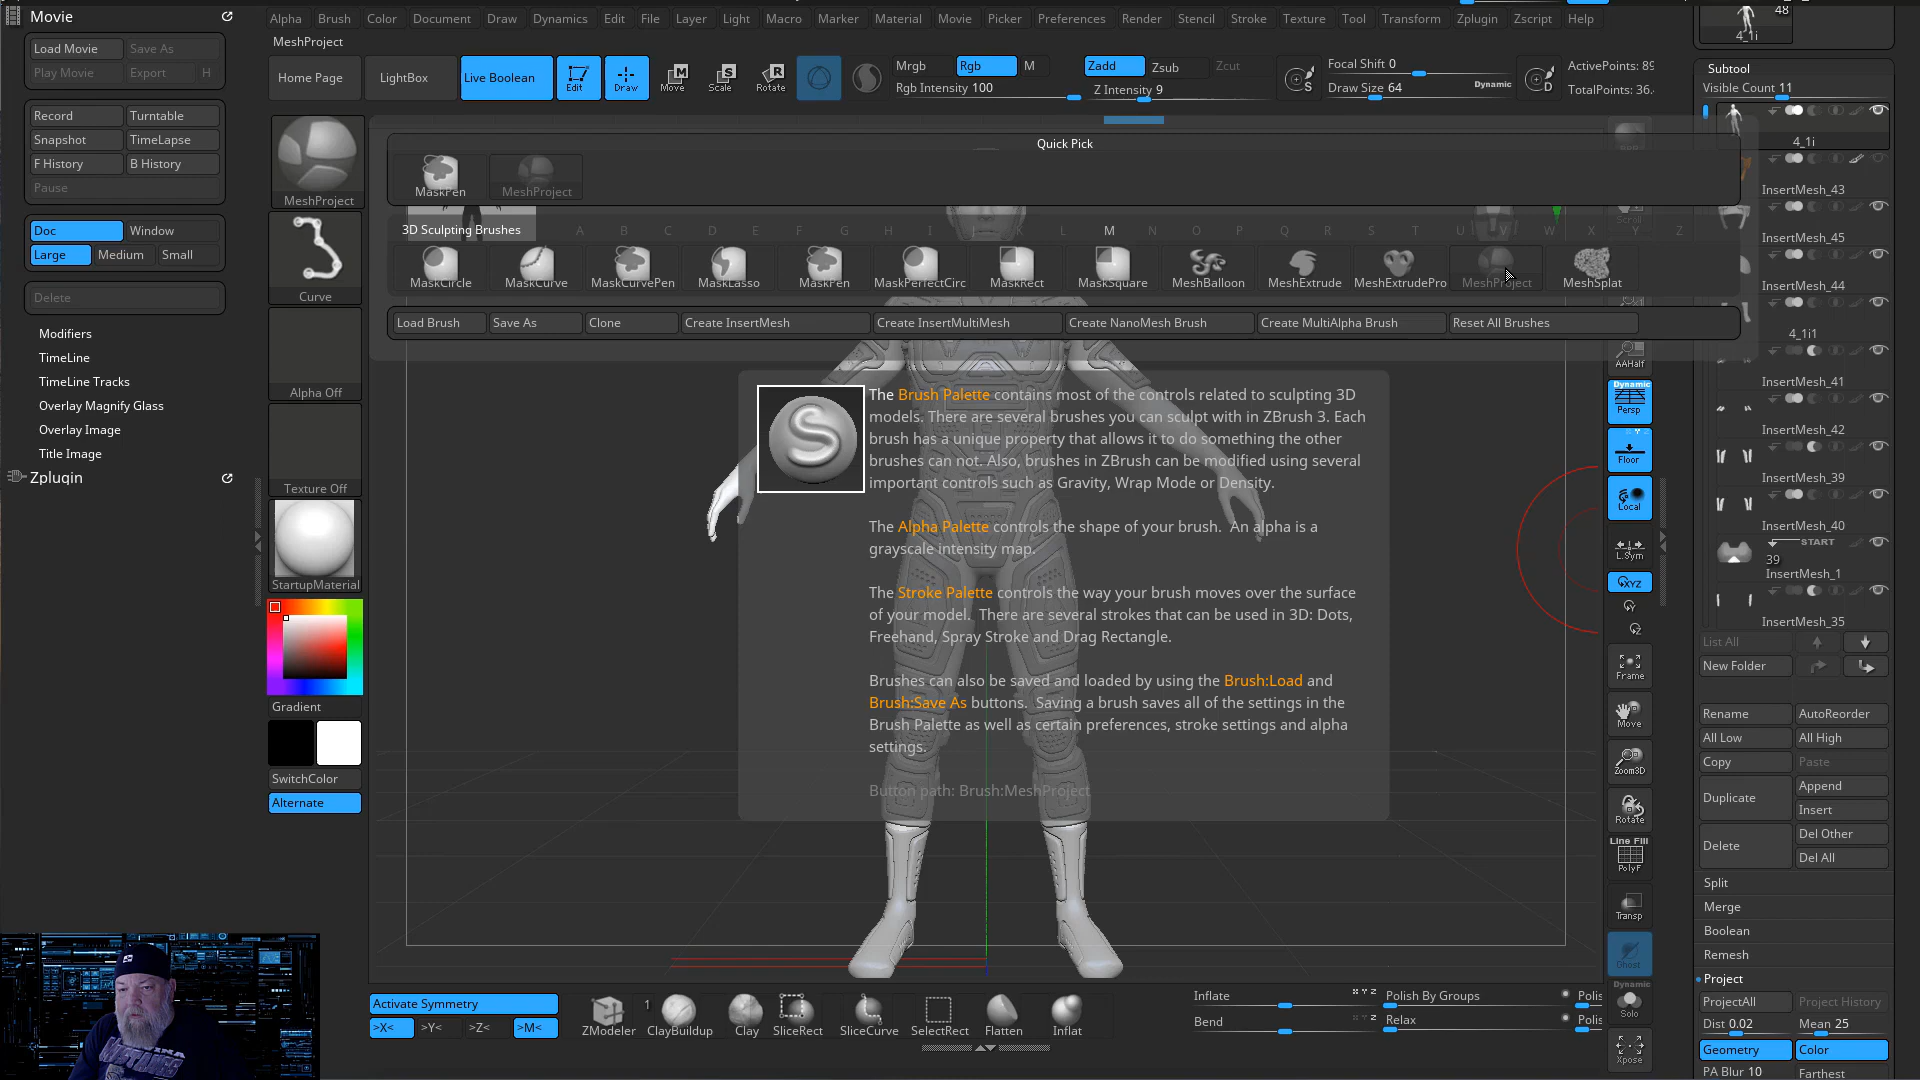 Movie
Load Movie
Save As
Play Movie
Export
H
Record
Turntable
Snapshot
TimeLapse
F History
B History
Pause
Doc
Window
Large
Medium
Small
Delete
Modifiers
TimeLine
TimeLine Tracks
Overlay Magnify Glass
Overlay Image
Title Image
Zplugin
Alpha Brush Color Document Draw Dynamics Edit File Layer Light Macro Marker Material Movie Picker Preferences Render Stencil Stroke Texture Tool Transform Zplugin Zscript Help
MeshProject
Home Page
LightBox
Live Boolean
Edit
Draw
Move
Scale
Rotate
Mrgb
Rgb
M
Rgb Intensity 100
Zadd
Zsub
Zcut
Z Intensity 9
S
Focal Shift 0
Draw Size 64
Dynamic
D
ActivePoints: 89
TotalPoints: 36.
MeshProject
Curve
Alpha Off
Texture Off
StartupMaterial
Gradient
SwitchColor
Alternate
Quick Pick
MaskPen
MeshProject
3D Sculpting Brushes
A B C D E F G H I J K L M N O P Q R S T U V W X Y Z
MaskCircle MaskCurve MaskCurvePen MaskLasso MaskPen MaskPerfectCirc MaskRect MaskSquare MeshBalloon MeshExtrude MeshExtrudePro MeshProject MeshSplat
Load Brush
Save As
Clone
Create InsertMesh
Create InsertMultiMesh
Create NanoMesh Brush
Create MultiAlpha Brush
Reset All Brushes
The Brush Palette contains most of the controls related to sculpting 3D
models. There are several brushes you can sculpt with in ZBrush 3. Each
brush has a unique property that allows it to do something the other
brushes can not. Also, brushes in ZBrush can be modified using several
important controls such as Gravity, Wrap Mode or Density.
The Alpha Palette controls the shape of your brush. An alpha is a
grayscale intensity map.
The Stroke Palette controls the way your brush moves over the surface
of your model. There are several strokes that can be used in 3D: Dots,
Freehand, Spray Stroke and Drag Rectangle.
Brushes can also be saved and loaded by using the Brush:Load and
Brush:Save As buttons. Saving a brush saves all of the settings in the
Brush Palette as well as certain preferences, stroke settings and alpha
settings.
Button path: Brush:MeshProject
Scroll
AAHalf
Dynamic
Persp
Floor
Local
L.Sym
XYZ
Y
Z
Frame
Move
Zoom3D
Rotate
Line Fill
PolyF
Transp
Ghost
Dynamic
Solo
Xpose
48
4_1i
Subtool
Visible Count 11
4_1i
InsertMesh_43
InsertMesh_45
InsertMesh_44
4_1i1
InsertMesh_41
InsertMesh_42
InsertMesh_39
InsertMesh_40
START
39
InsertMesh_1
InsertMesh_35
List All
New Folder
Rename
AutoReorder
All Low
All High
Copy
Paste
Duplicate
Append
Insert
Delete
Del Other
Del All
Split
Merge
Boolean
Remesh
Project
ProjectAll
Project History
Dist 0.02
Mean 25
Geometry
Color
PA Blur 10
Farthest
Activate Symmetry
>X<
>Y<
>Z<
>M<
ZModeler
1
ClayBuildup
Clay
SliceRect
SliceCurve
SelectRect
Flatten
Inflat
Inflate
X Y Z
Bend
X Y Z
Polish By Groups
Relax
Polis
Polis